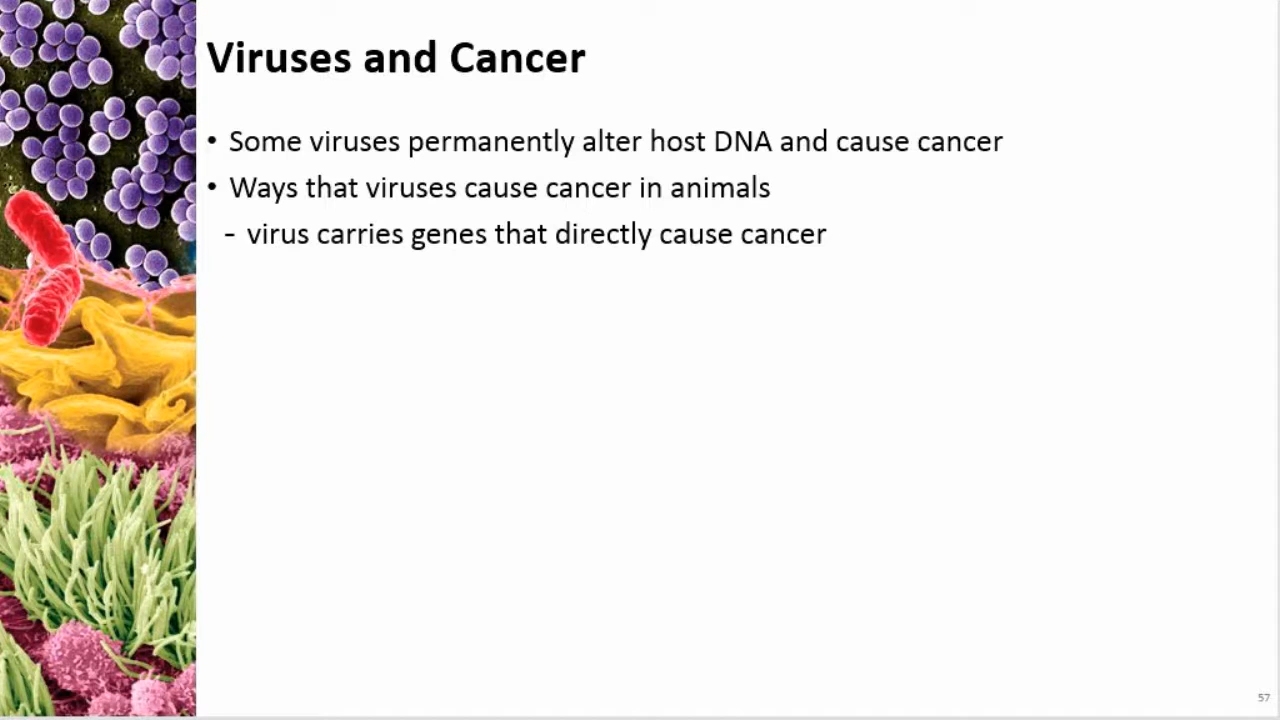 Viruses and Cancer
• Some viruses permanently alter host DNA and cause cancer
• Ways that viruses cause cancer in animals
- virus carries genes that directly cause cancer
57